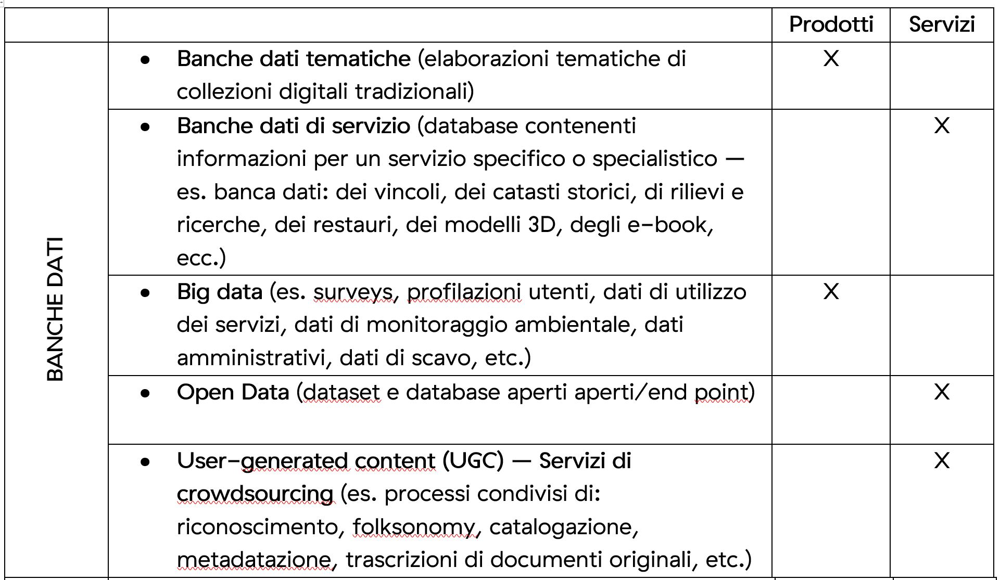 Prodotti Servizi
BANCHE DATI
• Banche dati tematiche (elaborazioni tematiche di X
collezioni digitali tradizionali)
• Banche dati di servizio (database contenenti X
informazioni per un servizio specifico o specialistico —
es. banca dati: dei vincoli, dei catasti storici, di rilievi e
ricerche, dei restauri, dei modelli 3D, degli e-book,
ecc.)
• Big data (es. surveys, profilazioni utenti, dati di utilizzo X
dei servizi, dati di monitoraggio ambientale, dati
amministrativi, dati di scavo, etc.)
• Open Data (dataset e database aperti aperti/end point) X
• User-generated content (UGC) — Servizi di X
crowdsourcing (es. processi condivisi di:
riconoscimento, folksonomy, catalogazione,
metadatazione, trascrizioni di documenti originali, etc.)